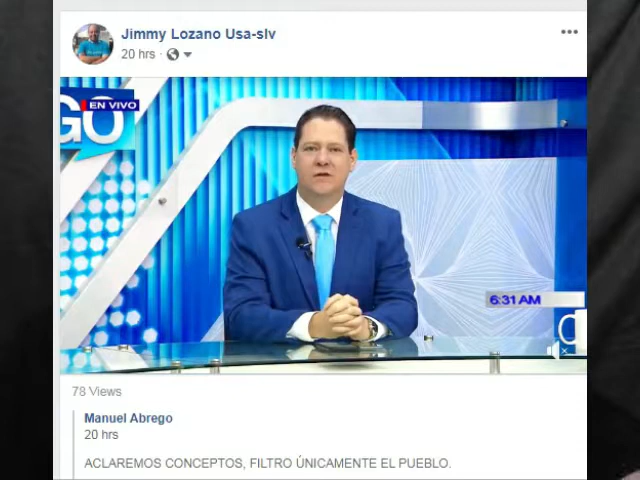 Jimmy Lozano Usa-slv
20 hrs
GO
EN VIVO
6:31 AM
78 Views
Manuel Abrego
20 hrs
ACLAREMOS CONCEPTOS, FILTRO ÚNICAMENTE EL PUEBLO.